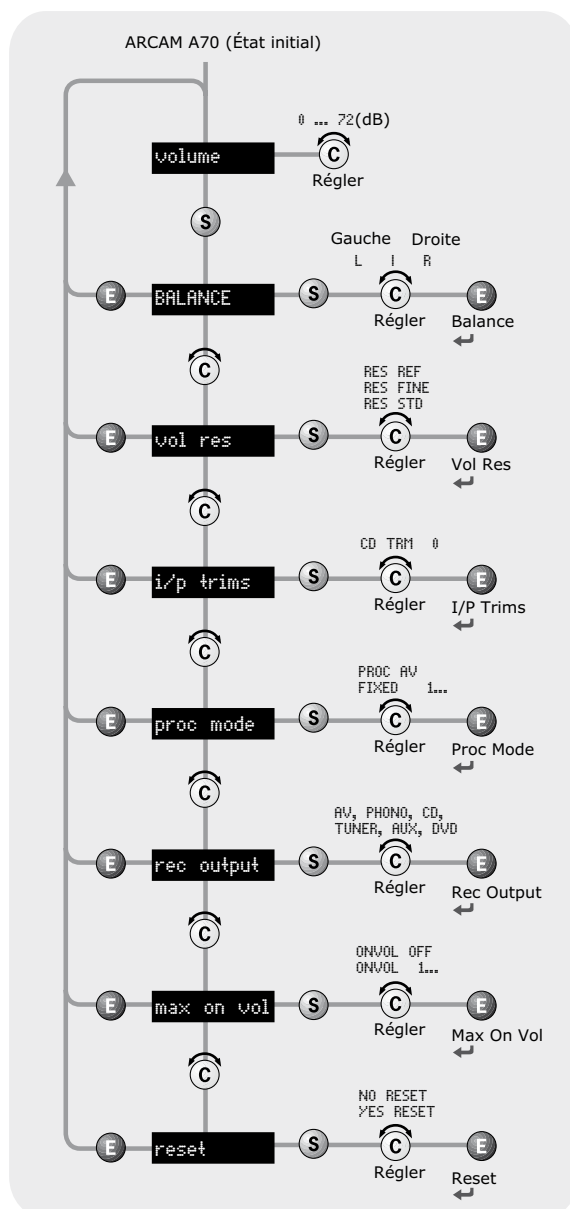 ARCAM A70 (État initial)
0 ... 72(dB)
volume
C
Régler
S
Gauche Droite
L I R
E BALANCE S C E
Régler Balance
C
RES REF
RES FINE
RES STD
E vol res S C E
Régler Vol Res
C
CD TRM 0
E i/p trims S C E
Régler I/P Trims
C
PROC AV
FIXED 1...
E proc mode S C E
Régler Proc Mode
C
AV, PHONO, CD,
TUNER, AUX, DVD
E rec output S C E
Régler Rec Output
C
ONVOL OFF
ONVOL 1...
E max on vol S C E
Régler Max On Vol
C
NO RESET
YES RESET
E reset S C E
Régler Reset